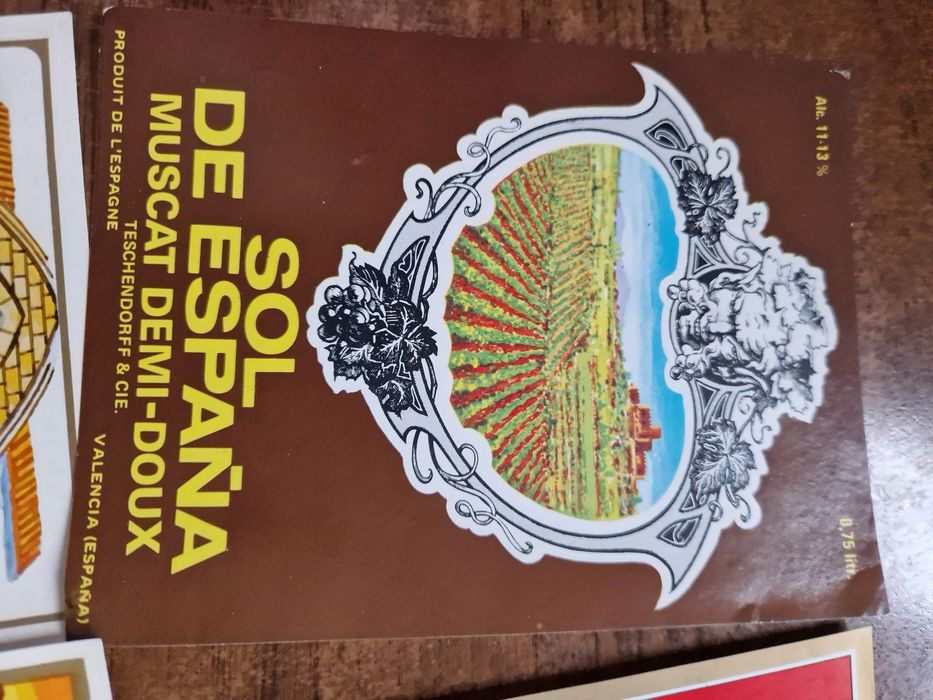 Alc. 11-13 %
0,75 litr.
SOL
DE ESPAÑA
MUSCAT DEMI-DOUX
TESCHENDORFF & CIE.
PRODUIT DE L'ESPAGNE
VALENCIA (ESPAÑA)